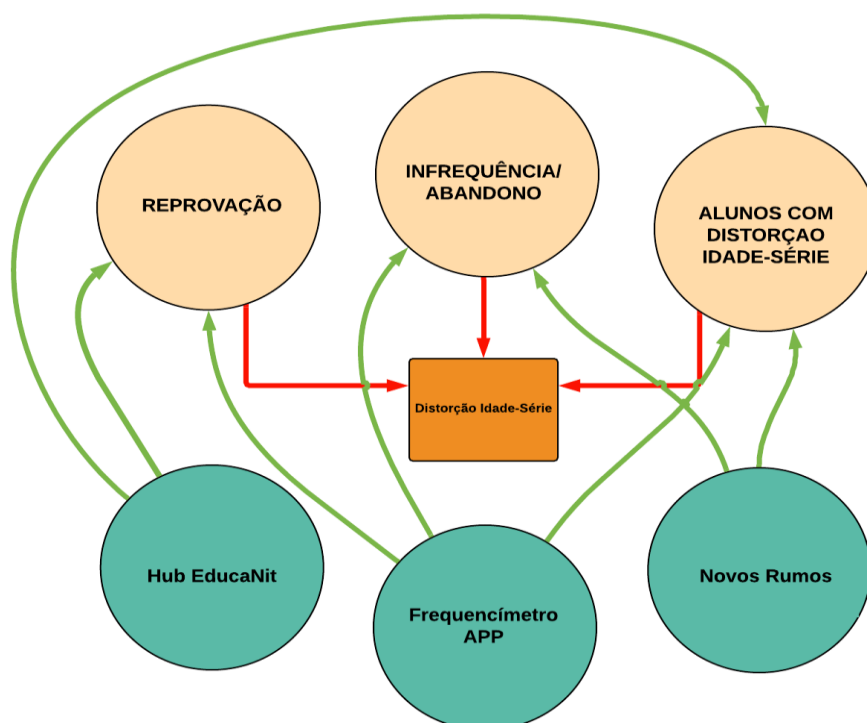 REPROVAÇÃO
INFREQUÊNCIA/
ABANDONO
ALUNOS COM
DISTORÇAO
IDADE-SÉRIE
Distorção Idade-Série
Hub EducaNit
Frequencímetro
APP
Novos Rumos